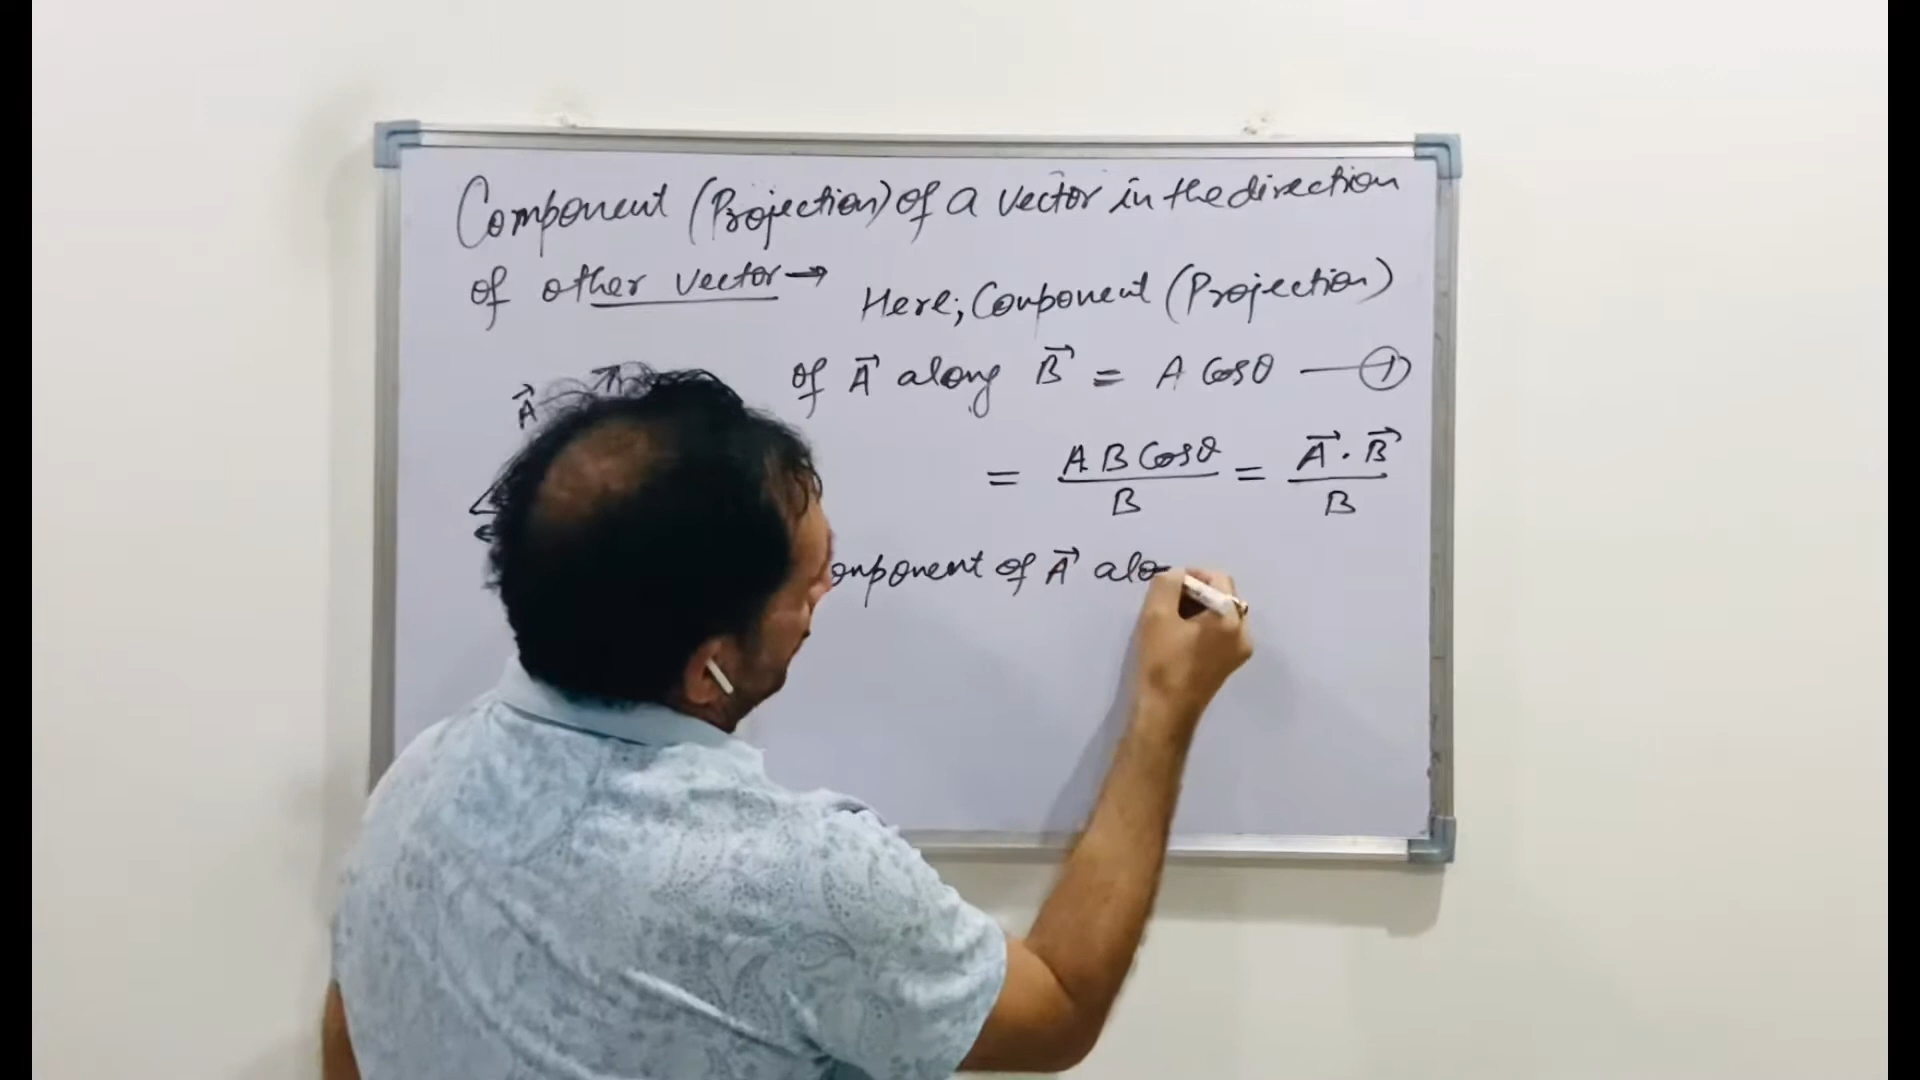 Component (Projection) of a vector in the direction
of other vector →
Here; Component (Projection)
of A⃗ along B⃗ = A Cosθ — ①
A⃗
= A B Cosθ / B = A⃗ · B⃗ / B
omponent of A⃗ alo